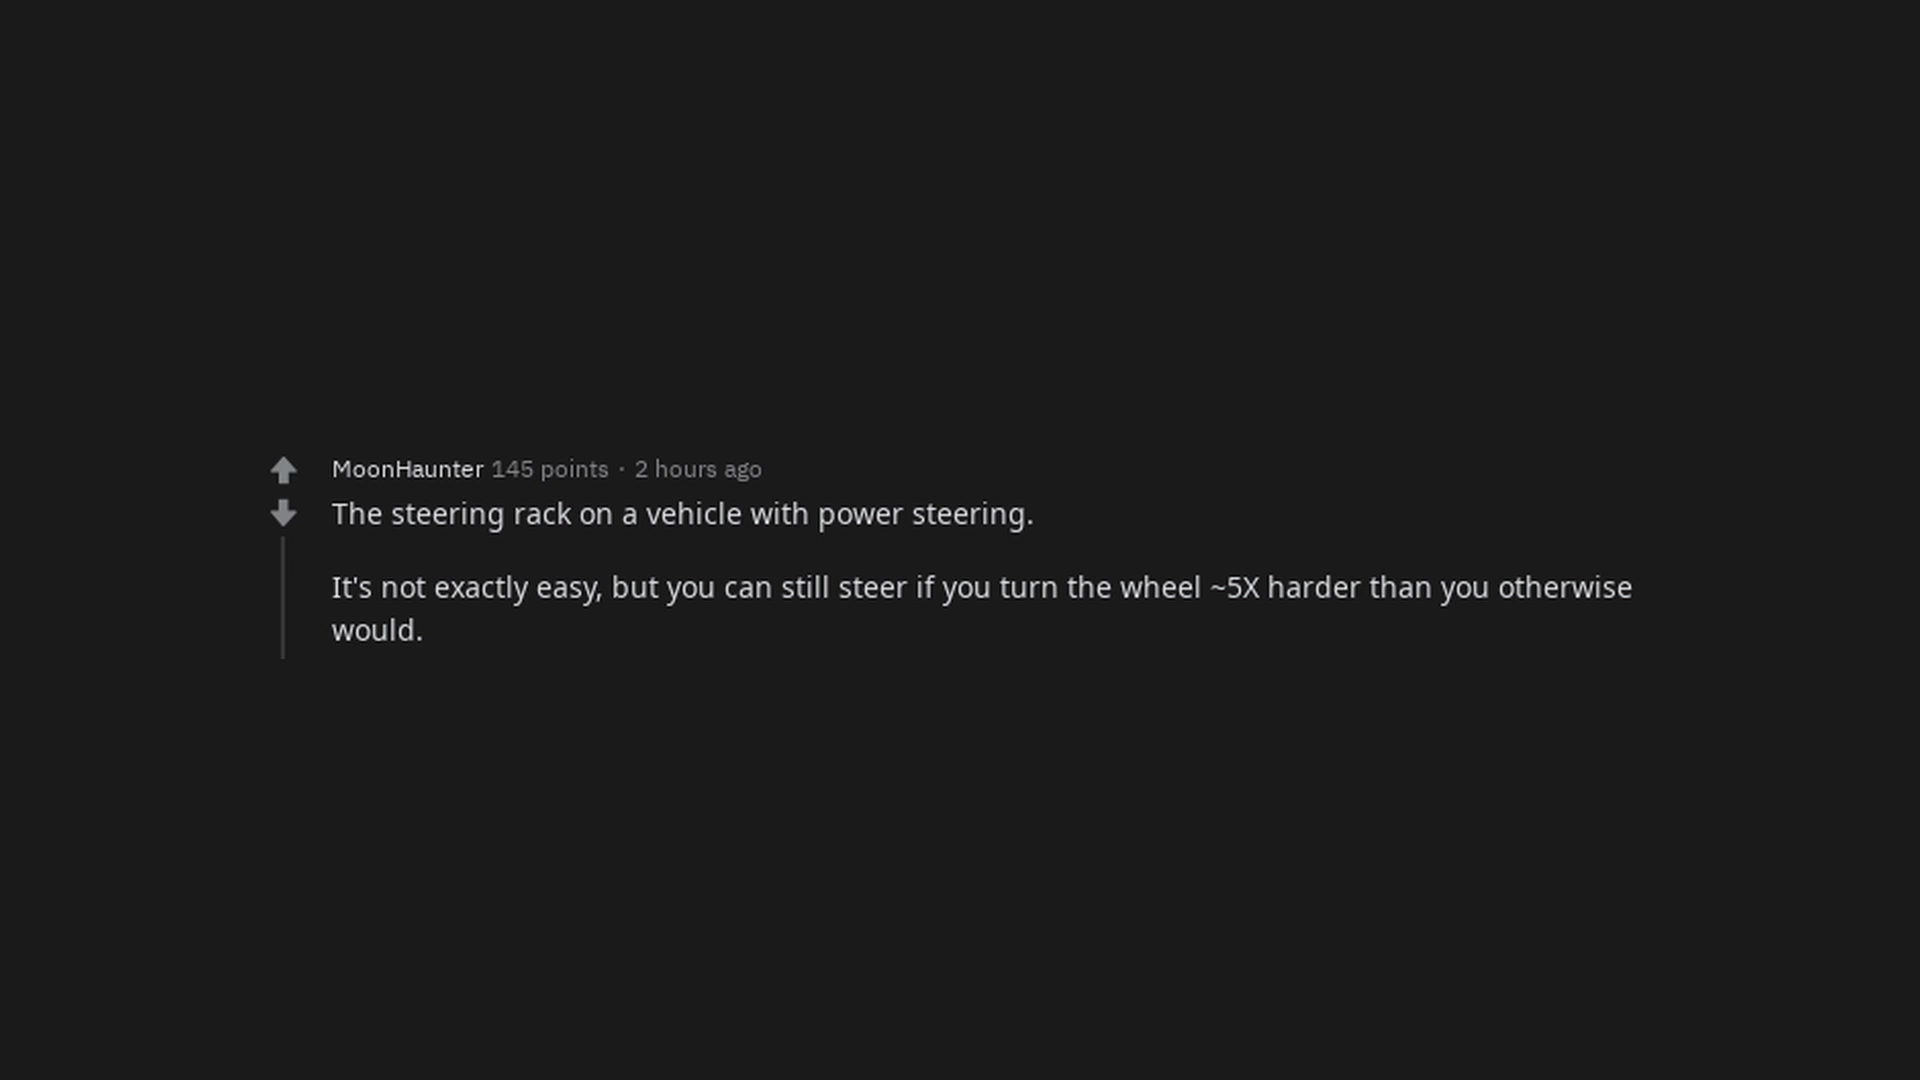 MoonHaunter 145 points · 2 hours ago
The steering rack on a vehicle with power steering.
It's not exactly easy, but you can still steer if you turn the wheel ~5X harder than you otherwise
would.